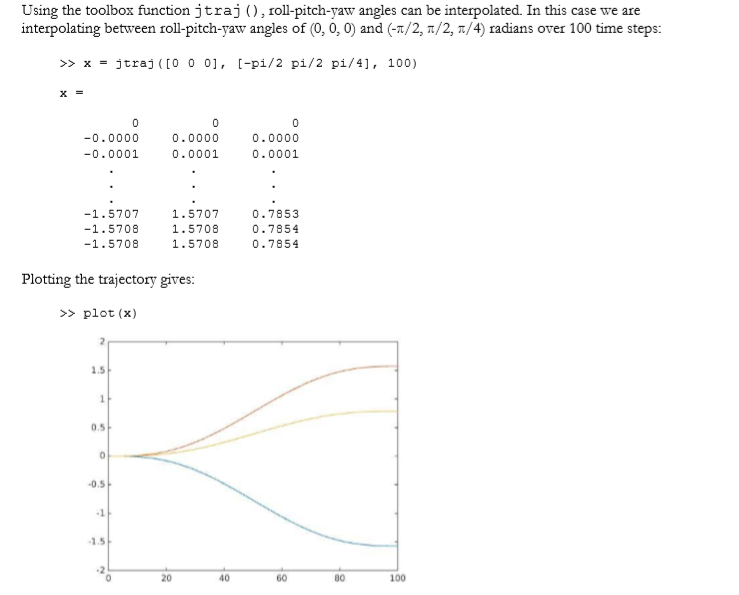 Using the toolbox function jtraj(), roll-pitch-yaw angles can be interpolated. In this case we are
interpolating between roll-pitch-yaw angles of (0, 0, 0) and (-π/2, π/2, π/4) radians over 100 time steps:
>> x = jtraj([0 0 0], [-pi/2 pi/2 pi/4], 100)
x =
0 0 0
-0.0000 0.0000 0.0000
-0.0001 0.0001 0.0001
. . .
. . .
. . .
-1.5707 1.5707 0.7853
-1.5708 1.5708 0.7854
-1.5708 1.5708 0.7854
Plotting the trajectory gives:
>> plot(x)
2
1.5
1
0.5
0
-0.5
-1
-1.5
-2
0 20 40 60 80 100